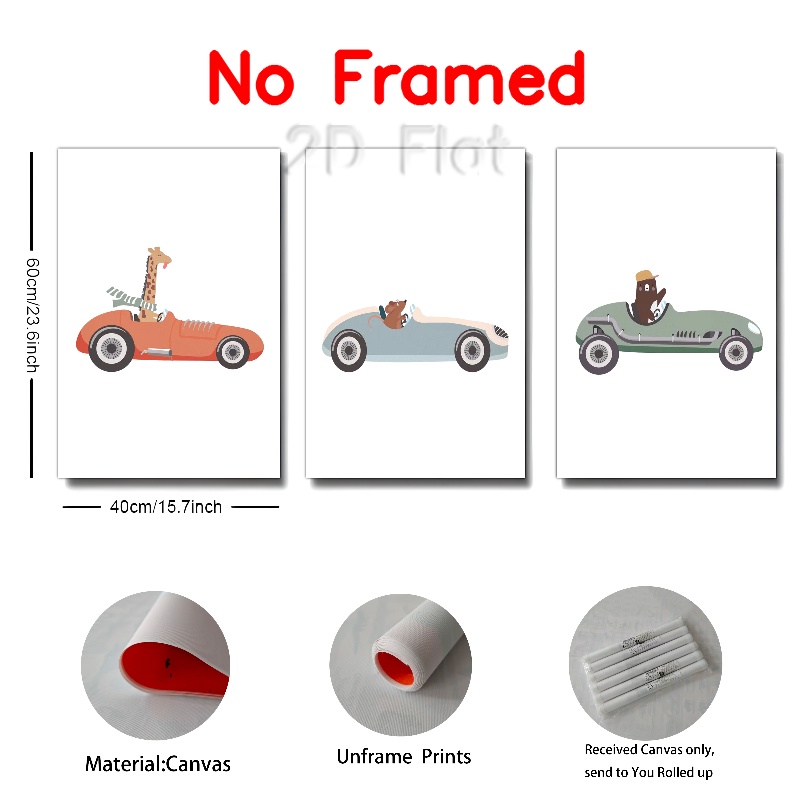 No Framed
2D Flat
60cm/23.6inch
40cm/15.7inch
Material:Canvas
Unframe Prints
Received Canvas only,
send to You Rolled up